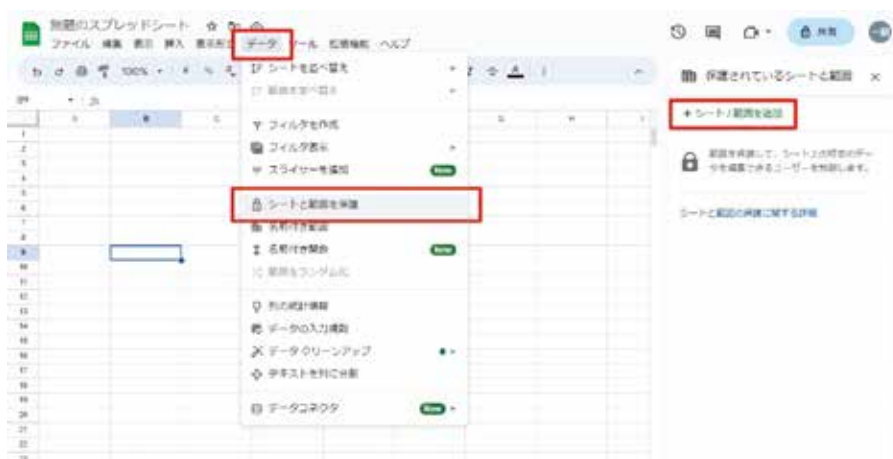 無題のスプレッドシート
ファイル 編集 表示 挿入 表示形式 データ ツール 拡張機能 ヘルプ
共有
100%
シートを並べ替え
範囲を並べ替え
フィルタを作成
フィルタ表示
スライサーを追加 New
シートと範囲を保護
名前付き範囲
名前付き関数 New
範囲をランダム化
列の統計情報
データの入力規則
データ クリーンアップ
テキストを列に分割
データコネクタ New
保護されているシートと範囲
+ シート/範囲を追加
範囲を保護して、シート上の特定のデー
タを編集できるユーザーを制限します。
シートと範囲の保護に関する詳細